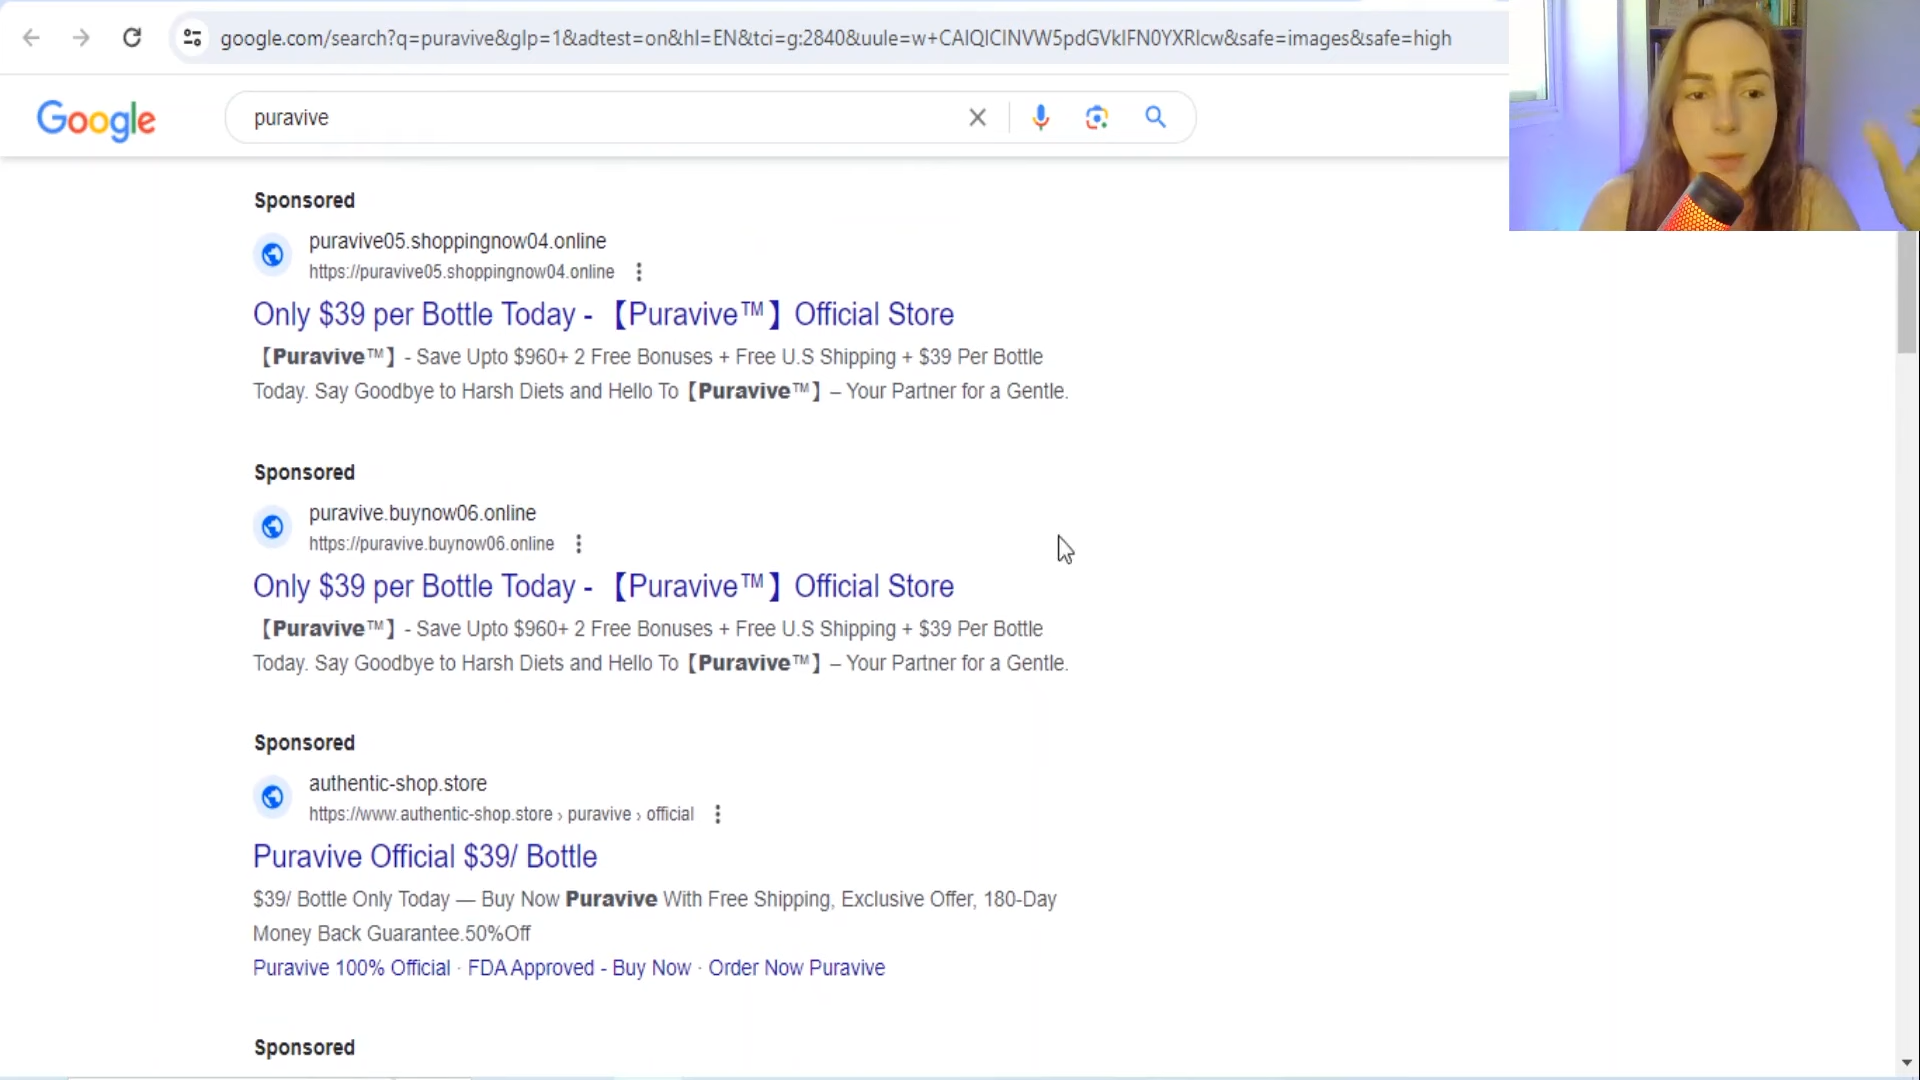 google.com/search?q=puravive&glp=1&adtest=on&hl=EN&tci=g:2840&uule=w+CAIQICINVW5pdGVkIFN0YXRlcw&safe=images&safe=high
Google
puravive
Sponsored
puravive05.shoppingnow04.online
https://puravive05.shoppingnow04.online
Only $39 per Bottle Today - 【Puravive™】 Official Store
【Puravive™】 - Save Upto $960+ 2 Free Bonuses + Free U.S Shipping + $39 Per Bottle
Today. Say Goodbye to Harsh Diets and Hello To 【Puravive™】 – Your Partner for a Gentle.
Sponsored
puravive.buynow06.online
https://puravive.buynow06.online
Only $39 per Bottle Today - 【Puravive™】 Official Store
【Puravive™】 - Save Upto $960+ 2 Free Bonuses + Free U.S Shipping + $39 Per Bottle
Today. Say Goodbye to Harsh Diets and Hello To 【Puravive™】 – Your Partner for a Gentle.
Sponsored
authentic-shop.store
https://www.authentic-shop.store › puravive › official
Puravive Official $39/ Bottle
$39/ Bottle Only Today — Buy Now Puravive With Free Shipping, Exclusive Offer, 180-Day
Money Back Guarantee.50%Off
Puravive 100% Official · FDA Approved - Buy Now · Order Now Puravive
Sponsored